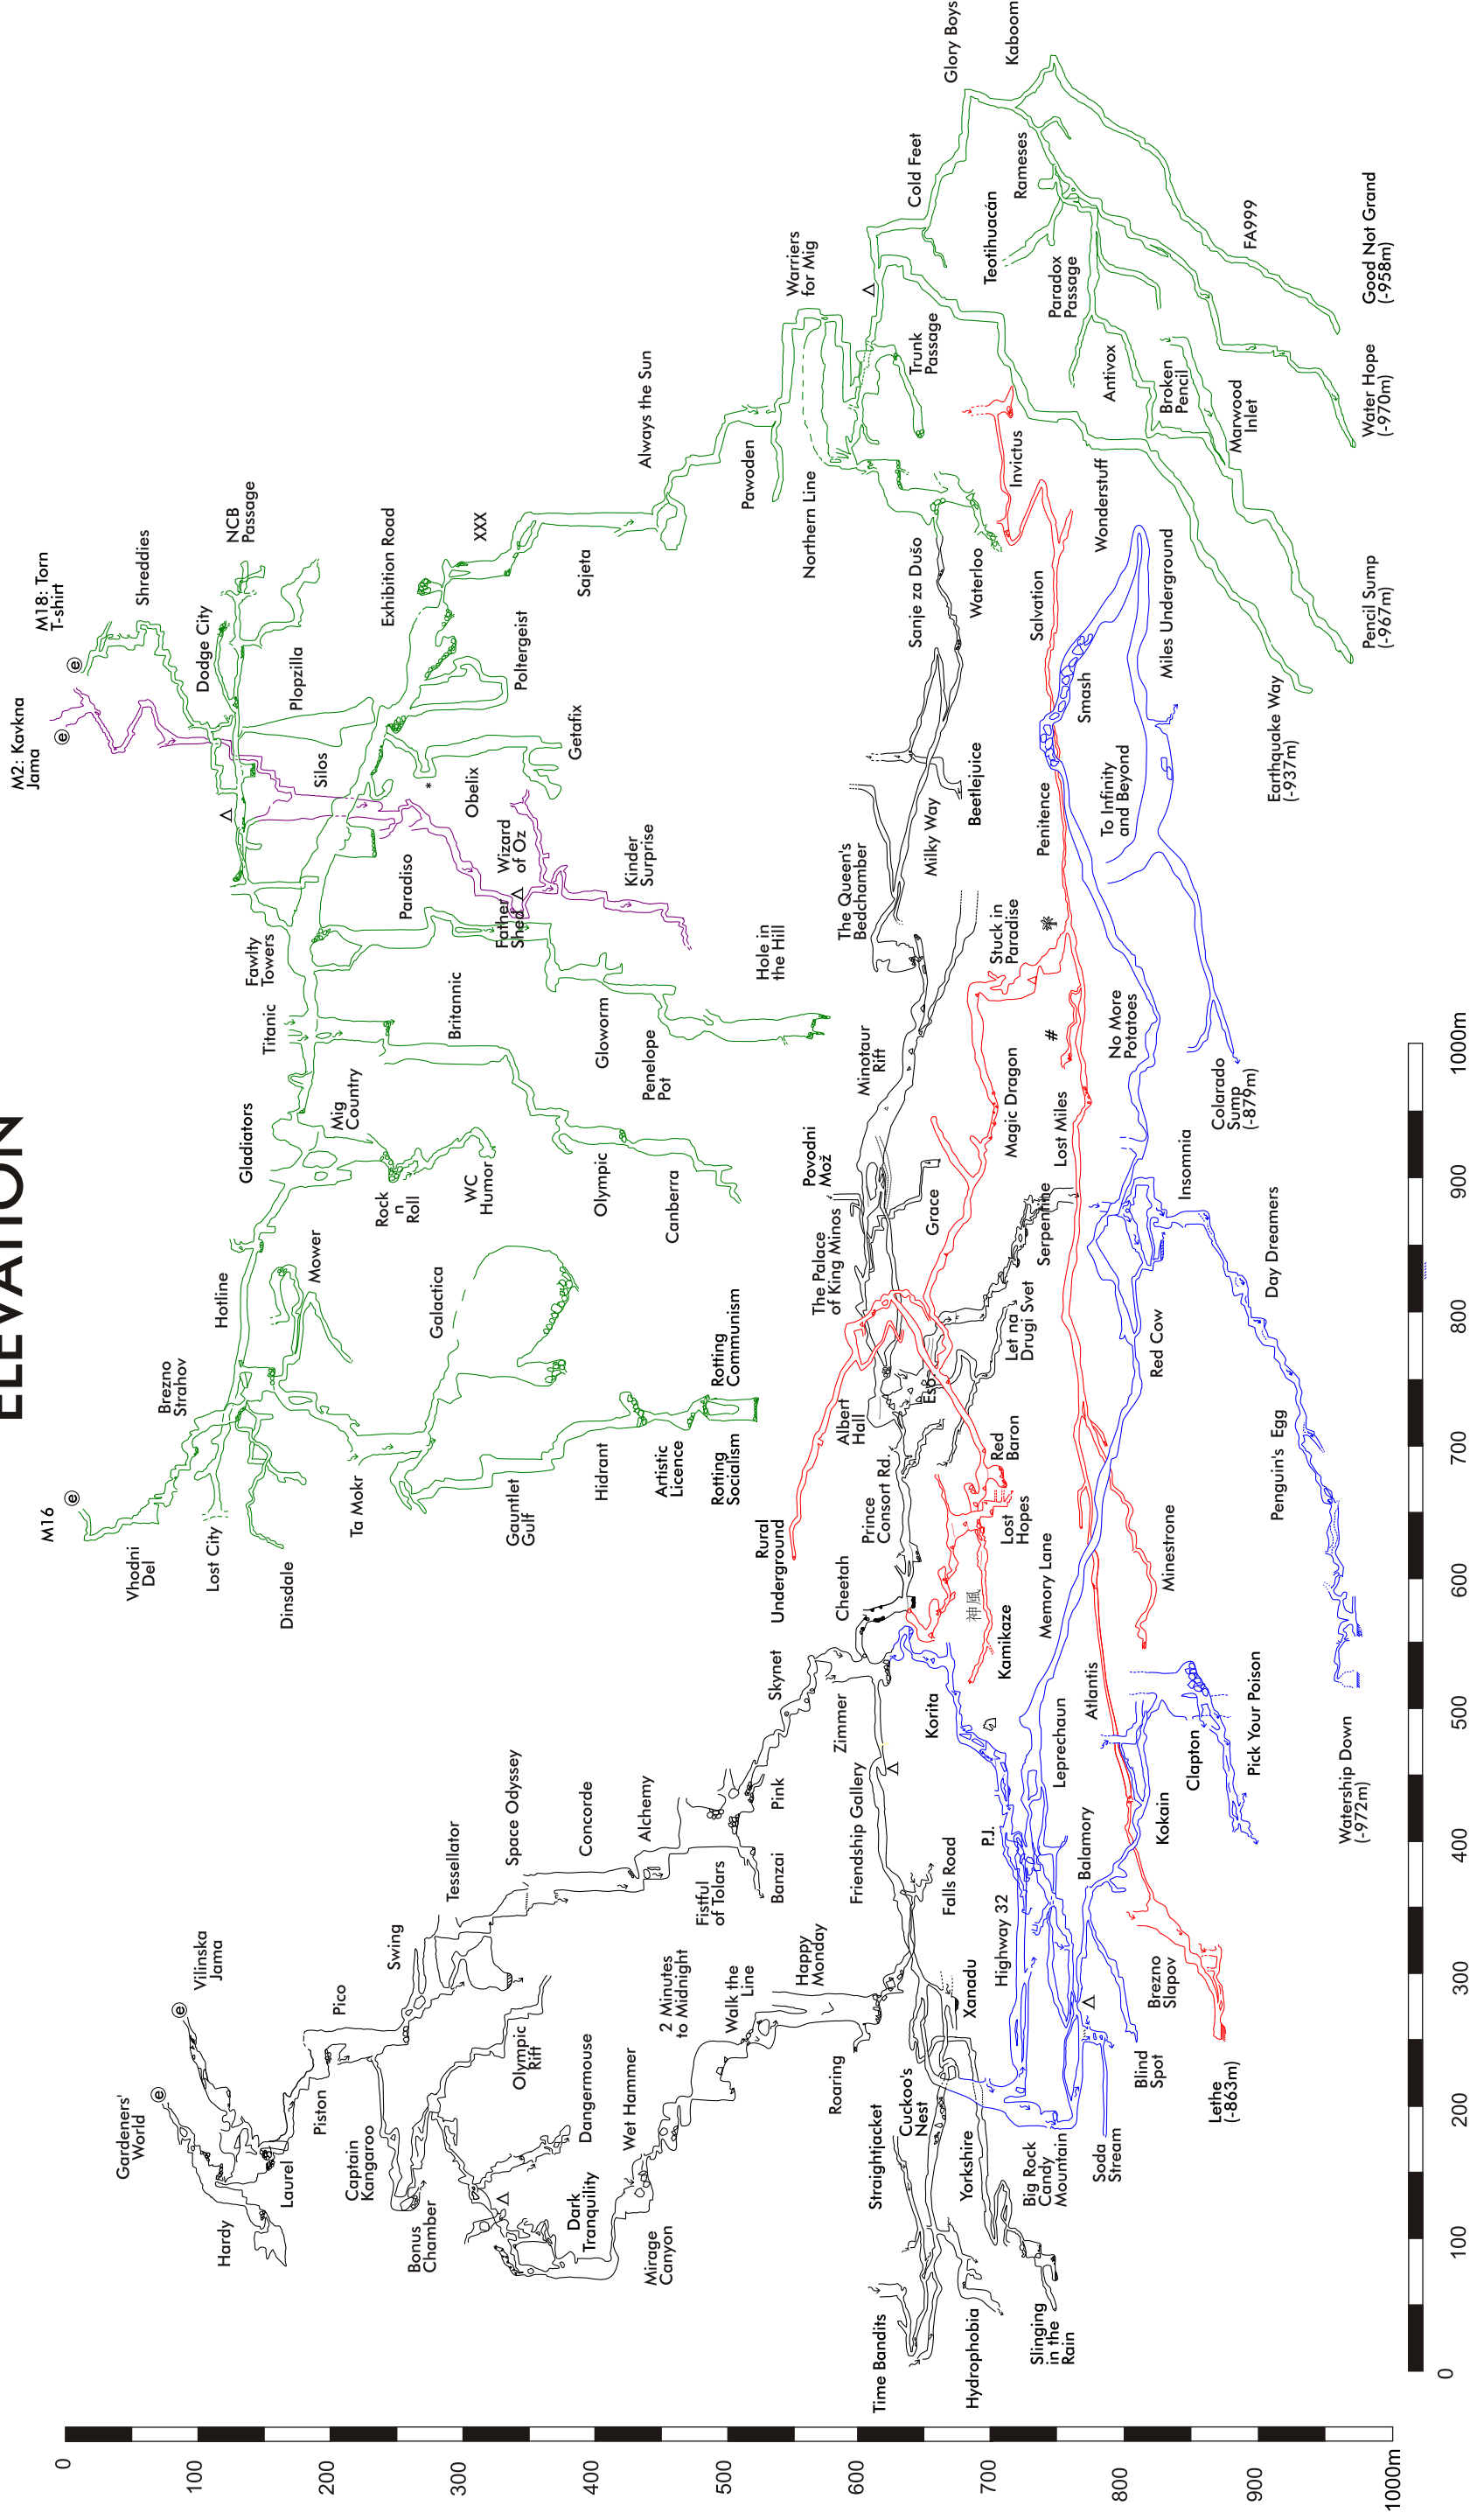 ELEVATION
M16
M2: Kavkna
Jama
M18: Torn
T-shirt
Shreddies
Vilinska
Jama
Gardeners'
World
Vhodni
Del
Brezno
Strahov
Lost City
Dinsdale
Hotline
Mower
Gladiators
Mig
Country
Titanic
Fawlty
Towers
Silos
Plopzilla
Dodge City
NCB
Passage
Exhibition Road
XXX
Poltergeist
Getafix
Obelix
*
Paradiso
Wizard
of Oz
Father
Shed
Kinder
Surprise
Britannic
Gloworm
Penelope
Pot
Hole in
the Hill
Rock
n
Roll
WC
Humor
Olympic
Canberra
Ta Mokr
Galactica
Gauntlet
Gulf
Hidrant
Artistic
Licence
Rotting
Socialism
Rotting
Communism
Sajeta
Always the Sun
Pawoden
Northern Line
Warriers
for Mig
Trunk
Passage
Cold Feet
Glory Boys
Kaboom
Rameses
Teotihuacán
Paradox
Passage
Antivox
Broken
Pencil
Marwood
Inlet
FA999
Good Not Grand
(-958m)
Water Hope
(-970m)
Pencil Sump
(-967m)
Earthquake Way
(-937m)
Wonderstuff
Invictus
Salvation
Waterloo
Sanje za Dušo
Milky Way
Beetlejuice
The Queen's
Bedchamber
Minotaur
Rift
Povodni
Mož
The Palace
of King Minos
Grace
Serpentine
Let na
Drugi Svet
Albert
Hall
Eso
Prince
Consort Rd.
Red
Baron
Lost
Hopes
Rural
Underground
Cheetah
神風
Kamikaze
Magic Dragon
Stuck in
Paradise
#
Lost Miles
Penitence
Smash
Miles Underground
To Infinity
and Beyond
No More
Potatoes
Colarado
Sump
(-879m)
Insomnia
Day Dreamers
Red Cow
Penguin's Egg
Minestrone
Memory Lane
Atlantis
Watership Down
(-972m)
Pick Your Poison
Clapton
Kokain
Leprechaun
Balamory
P.J.
Korita
Zimmer
Skynet
Friendship Gallery
Falls Road
Highway 32
Xanadu
Brezno
Slapov
Blind
Spot
Lethe
(-863m)
Soda
Stream
Big Rock
Candy
Mountain
Yorkshire
Cuckoo's
Nest
Straightjacket
Roaring
Time Bandits
Hydrophobia
Slinging
in the
Rain
Happy
Monday
Walk the
Line
2 Minutes
to Midnight
Wet Hammer
Mirage
Canyon
Dark
Tranquility
Dangermouse
Olympic
Rift
Bonus
Chamber
Captain
Kangaroo
Piston
Pico
Laurel
Hardy
Swing
Tessellator
Space Odyssey
Concorde
Alchemy
Fistful
of Tolars
Banzai
Pink
e
e
e
e
e
0
100
200
300
400
500
600
700
800
900
1000m
0
100
200
300
400
500
600
700
800
900
1000m